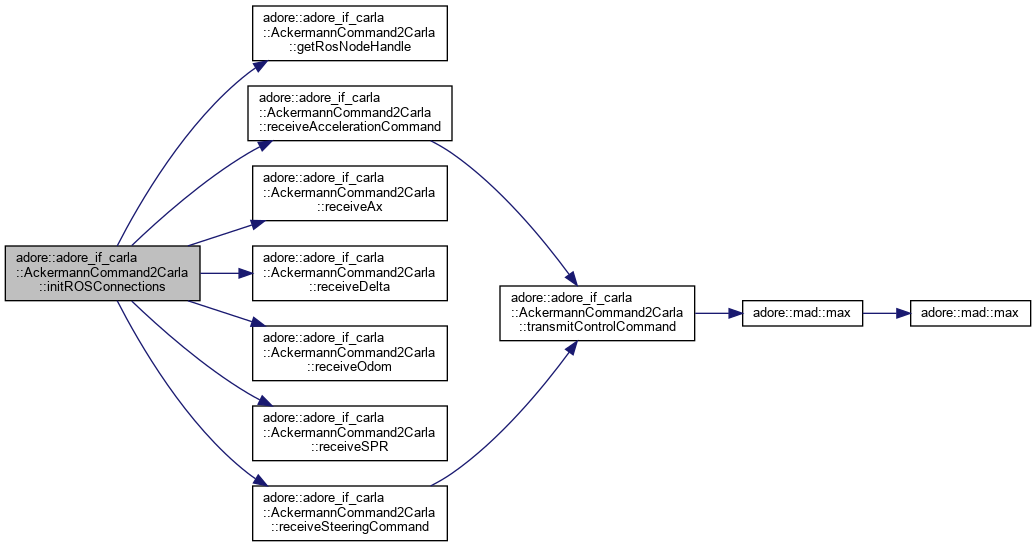 adore::adore_if_carla
::AckermannCommand2Carla
::initROSConnections
adore::adore_if_carla
::AckermannCommand2Carla
::getRosNodeHandle
adore::adore_if_carla
::AckermannCommand2Carla
::receiveAccelerationCommand
adore::adore_if_carla
::AckermannCommand2Carla
::receiveAx
adore::adore_if_carla
::AckermannCommand2Carla
::receiveDelta
adore::adore_if_carla
::AckermannCommand2Carla
::receiveOdom
adore::adore_if_carla
::AckermannCommand2Carla
::receiveSPR
adore::adore_if_carla
::AckermannCommand2Carla
::receiveSteeringCommand
adore::adore_if_carla
::AckermannCommand2Carla
::transmitControlCommand
adore::mad::max
adore::mad::max